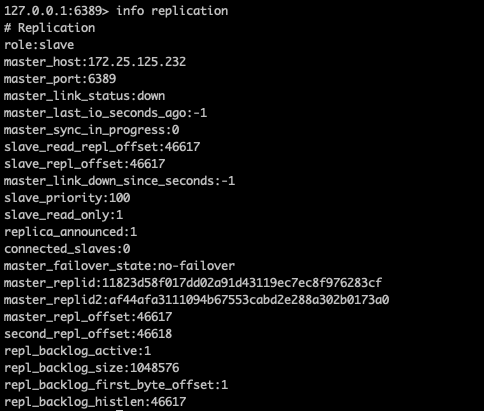 127.0.0.1:6389> info replication
# Replication
role:slave
master_host:172.25.125.232
master_port:6389
master_link_status:down
master_last_io_seconds_ago:-1
master_sync_in_progress:0
slave_read_repl_offset:46617
slave_repl_offset:46617
master_link_down_since_seconds:-1
slave_priority:100
slave_read_only:1
replica_announced:1
connected_slaves:0
master_failover_state:no-failover
master_replid:11823d58f017dd02a91d43119ec7ec8f976283cf
master_replid2:af44afa3111094b67553cabd2e288a302b0173a0
master_repl_offset:46617
second_repl_offset:46618
repl_backlog_active:1
repl_backlog_size:1048576
repl_backlog_first_byte_offset:1
repl_backlog_histlen:46617